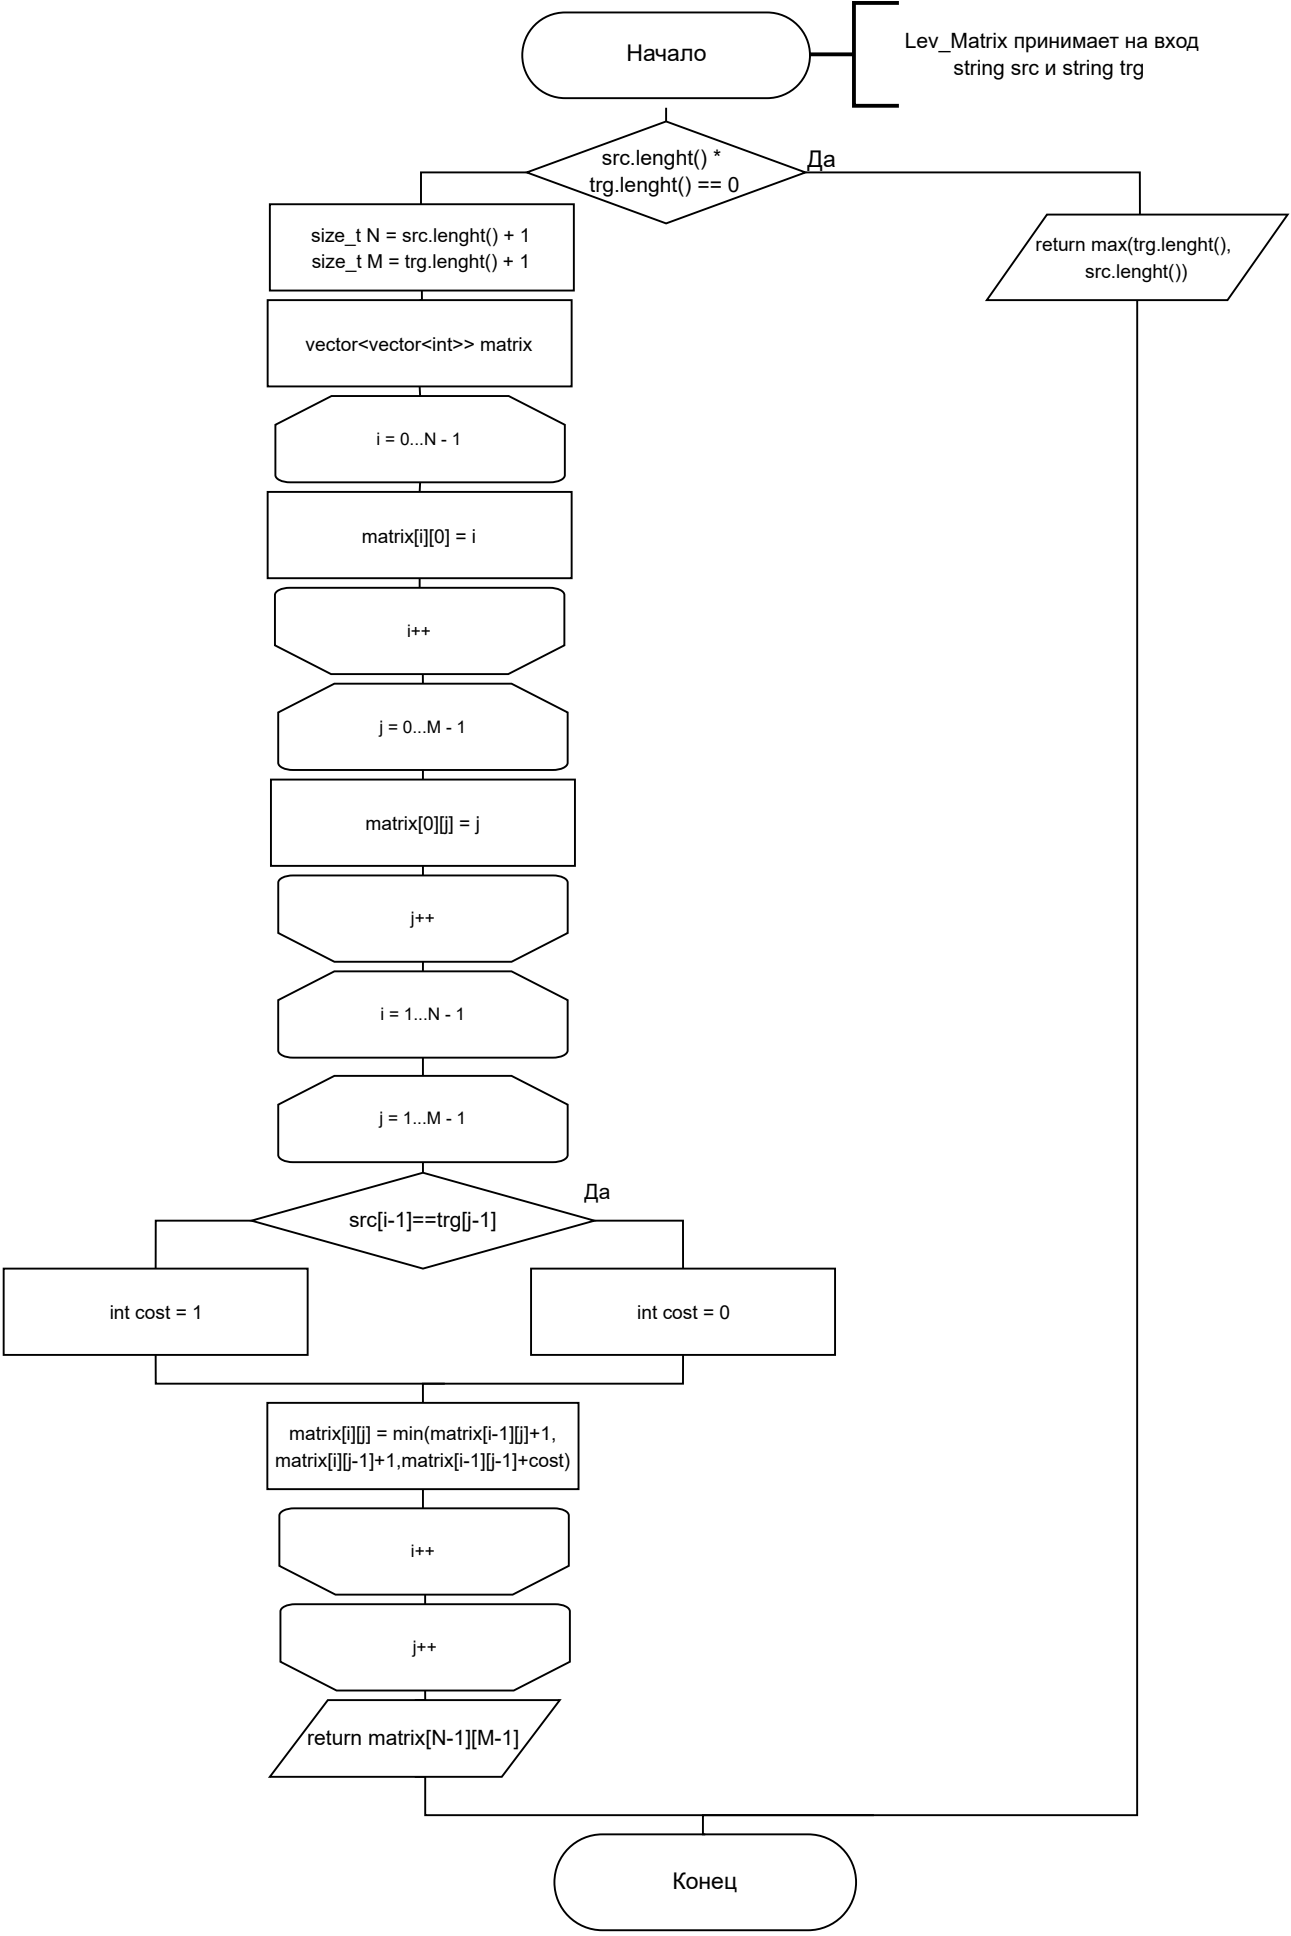 Начало
Lev_Matrix принимает на вход
string src и string trg
src.lenght() *
trg.lenght() == 0
Да
size_t N = src.lenght() + 1
size_t M = trg.lenght() + 1
return max(trg.lenght(),
src.lenght())
vector<vector<int>> matrix
i = 0...N - 1
matrix[i][0] = i
i++
j = 0...M - 1
matrix[0][j] = j
j++
i = 1...N - 1
j = 1...M - 1
Да
src[i-1]==trg[j-1]
int cost = 1
int cost = 0
matrix[i][j] = min(matrix[i-1][j]+1,
matrix[i][j-1]+1,matrix[i-1][j-1]+cost)
i++
j++
return matrix[N-1][M-1]
Конец